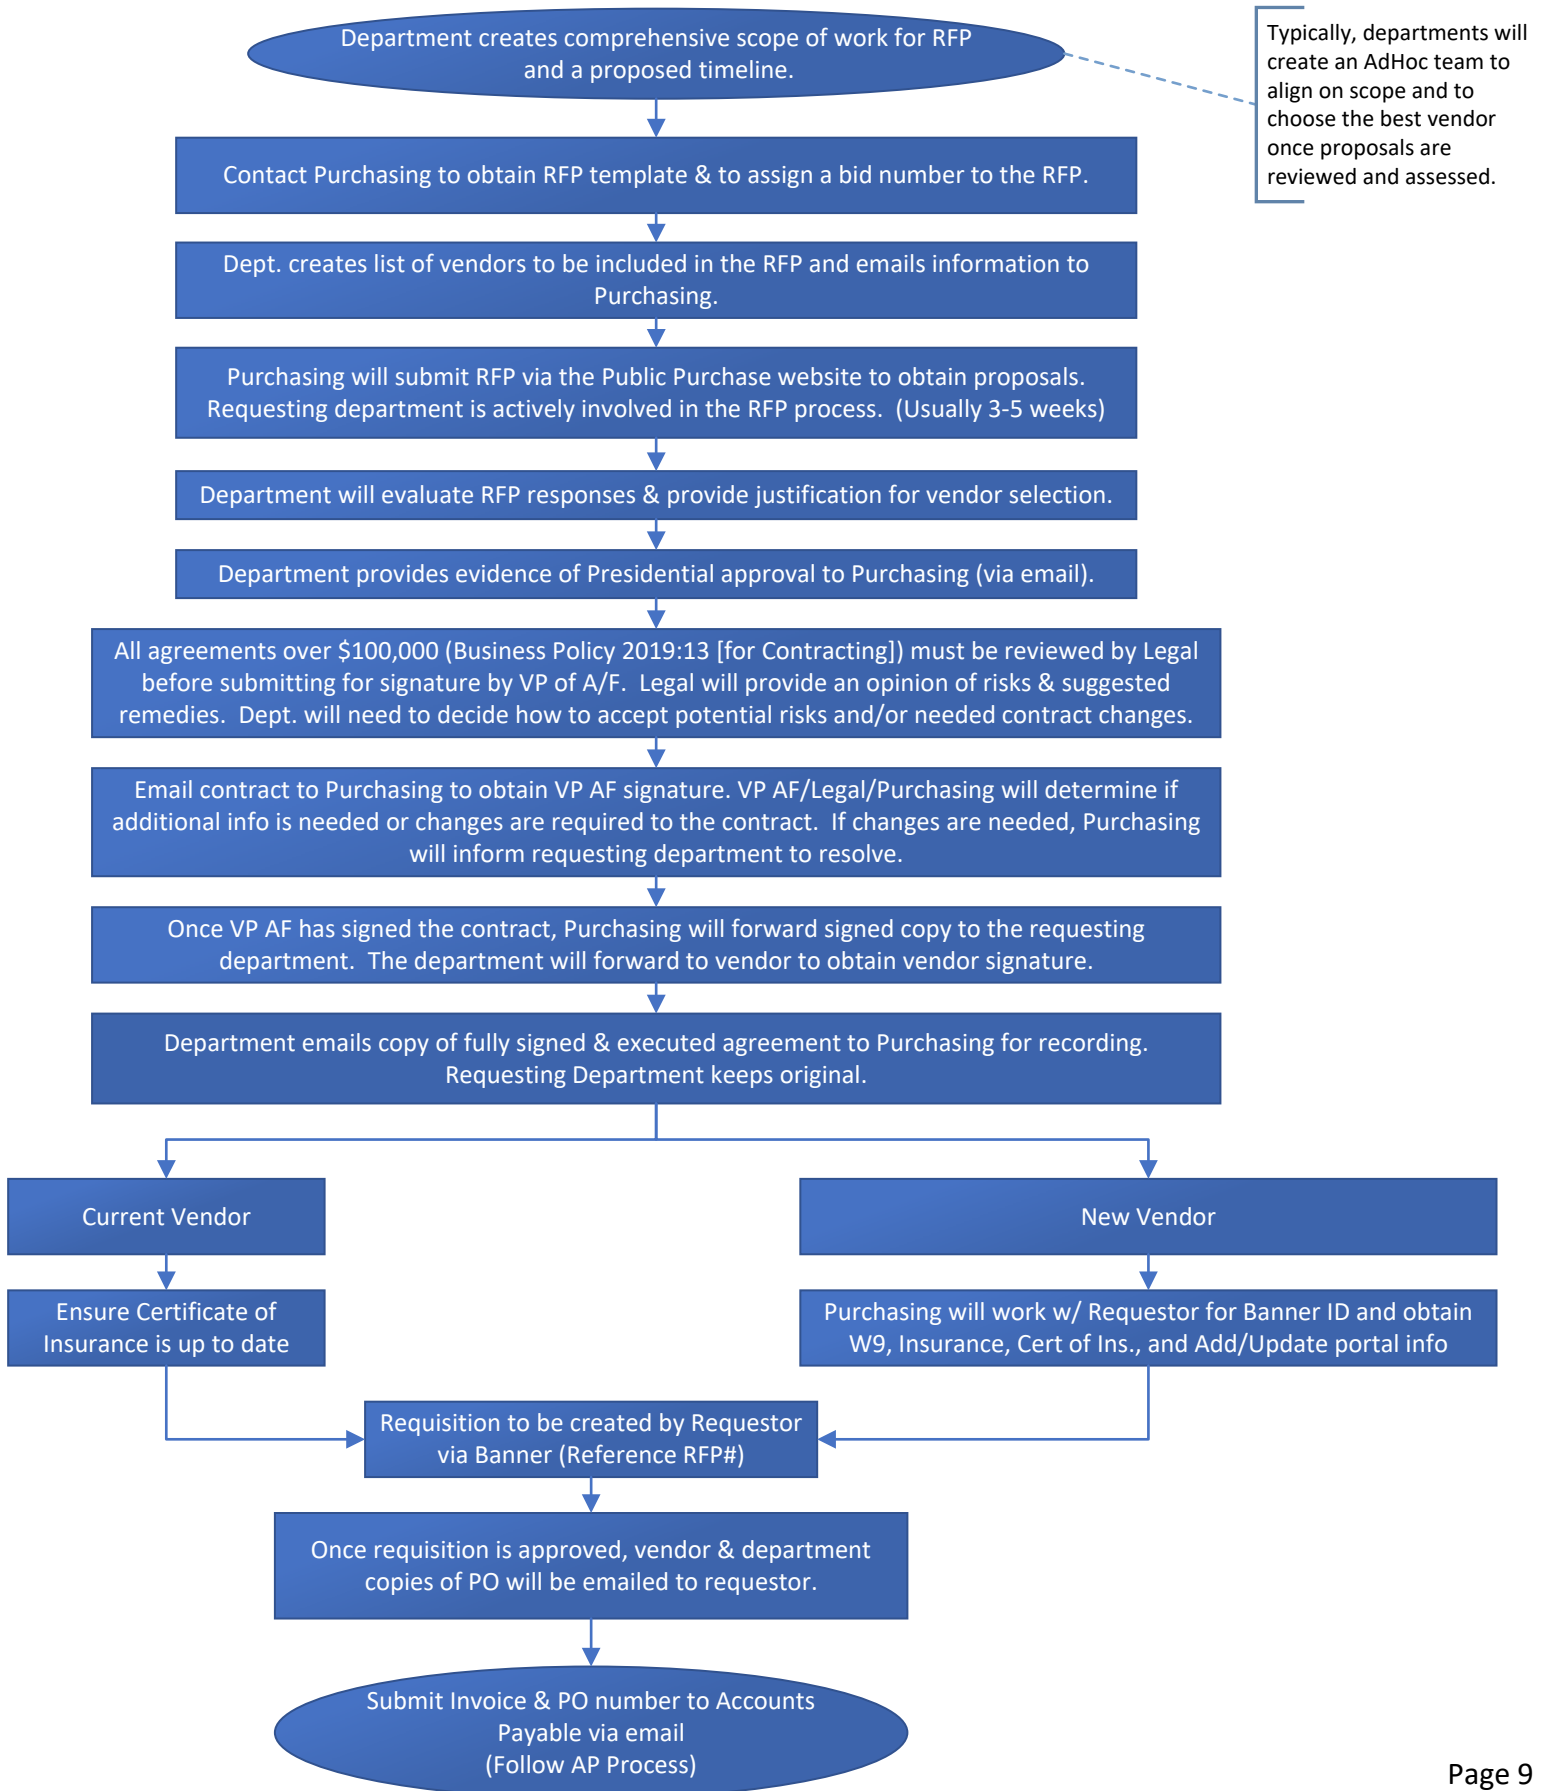 Department creates comprehensive scope of work for RFP
and a proposed timeline.
Typically, departments will
create an AdHoc team to
align on scope and to
choose the best vendor
once proposals are
reviewed and assessed.
Contact Purchasing to obtain RFP template & to assign a bid number to the RFP.
Dept. creates list of vendors to be included in the RFP and emails information to
Purchasing.
Purchasing will submit RFP via the Public Purchase website to obtain proposals.
Requesting department is actively involved in the RFP process.  (Usually 3-5 weeks)
Department will evaluate RFP responses & provide justification for vendor selection.
Department provides evidence of Presidential approval to Purchasing (via email).
All agreements over $100,000 (Business Policy 2019:13 [for Contracting]) must be reviewed by Legal
before submitting for signature by VP of A/F.  Legal will provide an opinion of risks & suggested
remedies.  Dept. will need to decide how to accept potential risks and/or needed contract changes.
Email contract to Purchasing to obtain VP AF signature. VP AF/Legal/Purchasing will determine if
additional info is needed or changes are required to the contract.  If changes are needed, Purchasing
will inform requesting department to resolve.
Once VP AF has signed the contract, Purchasing will forward signed copy to the requesting
department.  The department will forward to vendor to obtain vendor signature.
Department emails copy of fully signed & executed agreement to Purchasing for recording.
Requesting Department keeps original.
Current Vendor
New Vendor
Ensure Certificate of
Insurance is up to date
Purchasing will work w/ Requestor for Banner ID and obtain
W9, Insurance, Cert of Ins., and Add/Update portal info
Requisition to be created by Requestor
via Banner (Reference RFP#)
Once requisition is approved, vendor & department
copies of PO will be emailed to requestor.
Submit Invoice & PO number to Accounts
Payable via email
(Follow AP Process)
Page 9